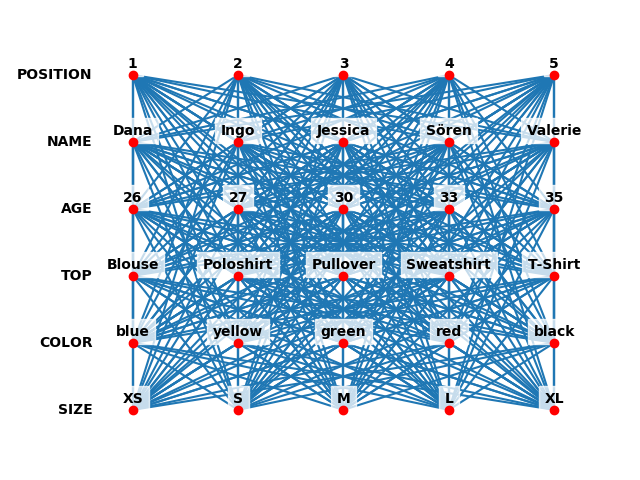 1 2 3 4 5
POSITION
Dana Ingo Jessica Sören Valerie
NAME
26 27 30 33 35
AGE
Blouse Poloshirt Pullover Sweatshirt T-Shirt
TOP
blue yellow green red black
COLOR
XS S M L XL
SIZE